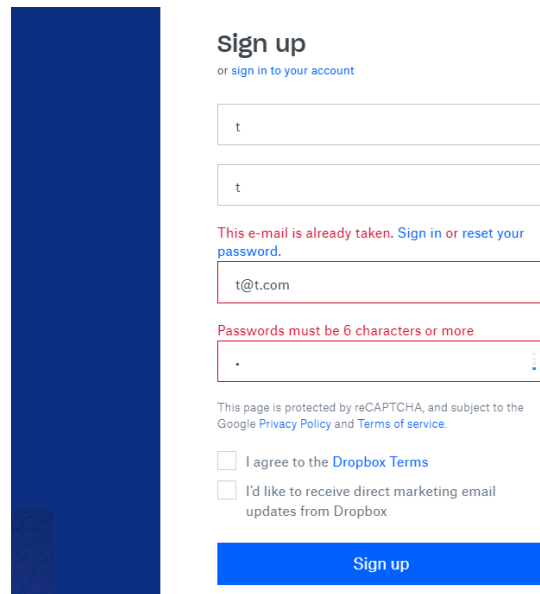 Sign up
or sign in to your account
t
t
This e-mail is already taken. Sign in or reset your
password.
t@t.com
Passwords must be 6 characters or more
•
This page is protected by reCAPTCHA, and subject to the
Google Privacy Policy and Terms of service.
I agree to the Dropbox Terms
I'd like to receive direct marketing email
updates from Dropbox
Sign up